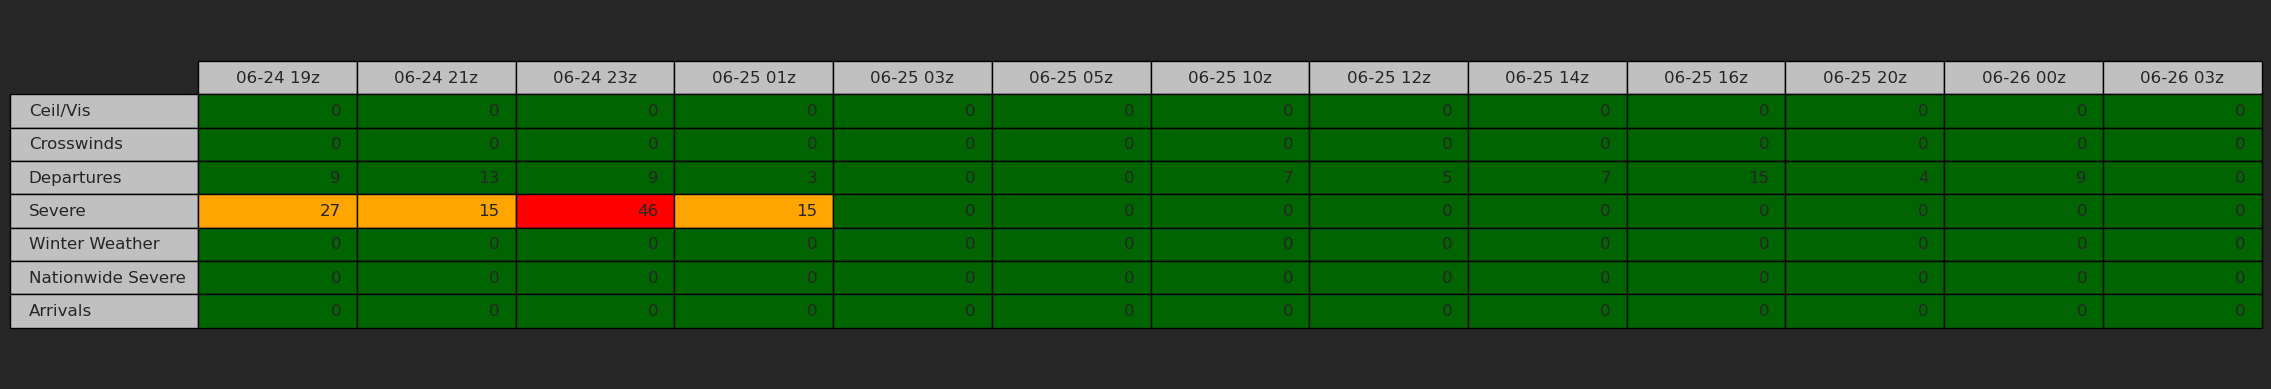 06-24 19z 06-24 21z 06-24 23z 06-25 01z 06-25 03z 06-25 05z 06-25 10z 06-25 12z 06-25 14z 06-25 16z 06-25 20z 06-26 00z 06-26 03z
Ceil/Vis 0 0 0 0 0 0 0 0 0 0 0 0 0
Crosswinds 0 0 0 0 0 0 0 0 0 0 0 0 0
Departures 9 13 9 3 0 0 7 5 7 15 4 9 0
Severe 27 15 46 15 0 0 0 0 0 0 0 0 0
Winter Weather 0 0 0 0 0 0 0 0 0 0 0 0 0
Nationwide Severe 0 0 0 0 0 0 0 0 0 0 0 0 0
Arrivals 0 0 0 0 0 0 0 0 0 0 0 0 0